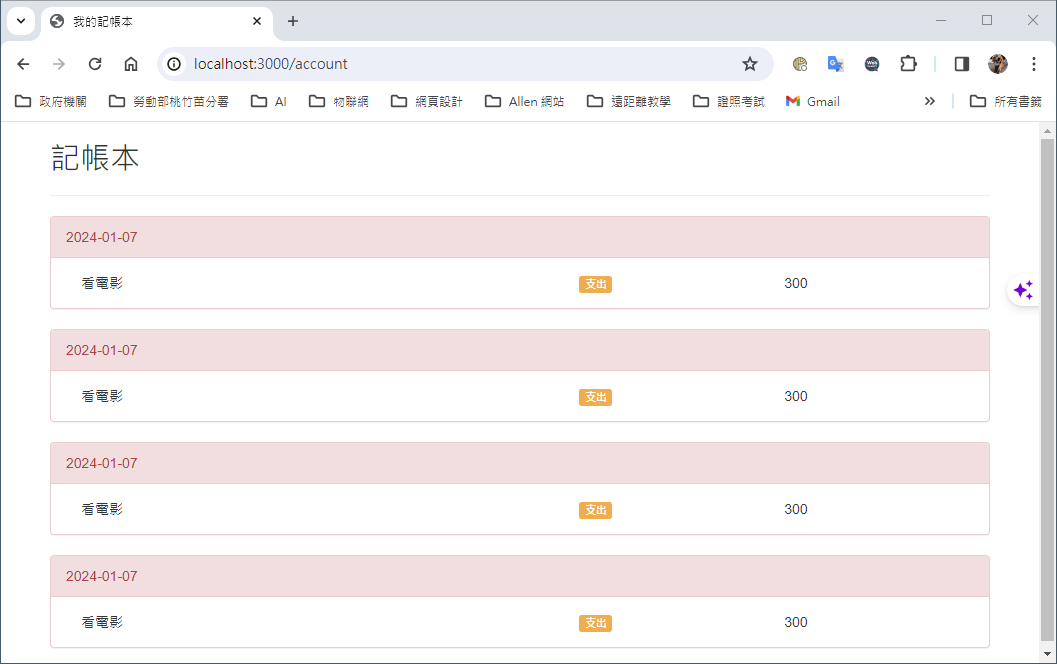 我的記帳本
localhost:3000/account
政府機關 勞動部桃竹苗分署 AI 物聯網 網頁設計 Allen 網站 遠距離教學 證照考試 Gmail 所有書籤
記帳本
2024-01-07
看電影 支出 300
2024-01-07
看電影 支出 300
2024-01-07
看電影 支出 300
2024-01-07
看電影 支出 300